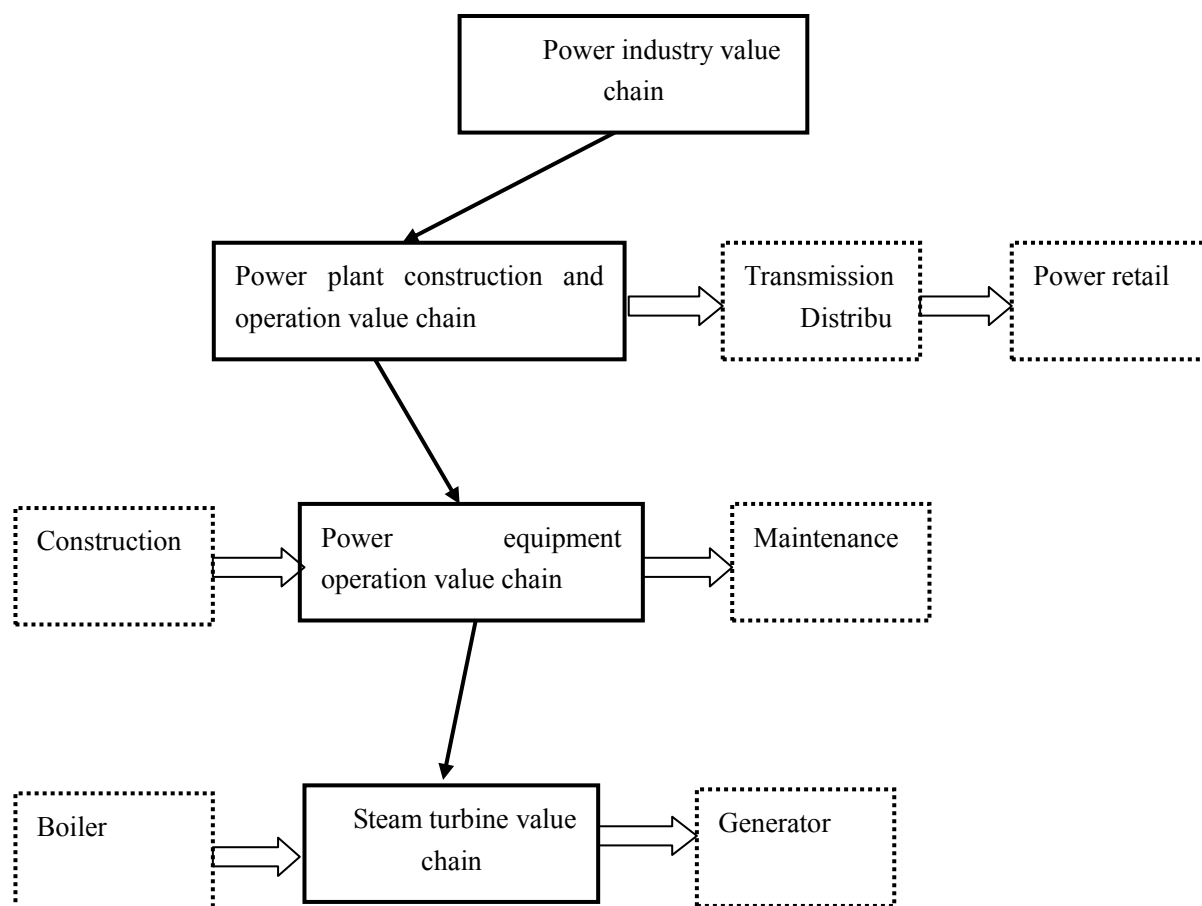 Power industry value
chain
Power plant construction and
operation value chain
Transmission
Distribu
Power retail
Construction
Power equipment
operation value chain
Maintenance
Boiler
Steam turbine value
chain
Generator